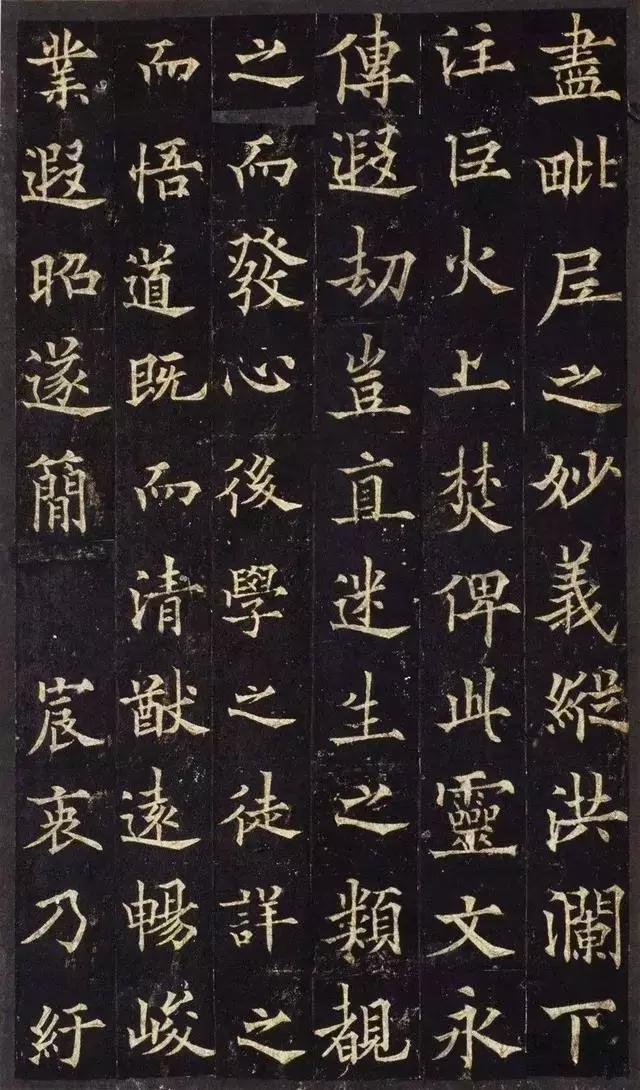 盡毗㞐之妙義縱洪瀾下
注巨火上焚俾此靈文永
傳遐劫豈直迷生之類覩
之而發心後學之徒詳之
而悟道既而清猷遠暢峻
業遐昭遂簡 宸衷乃紆